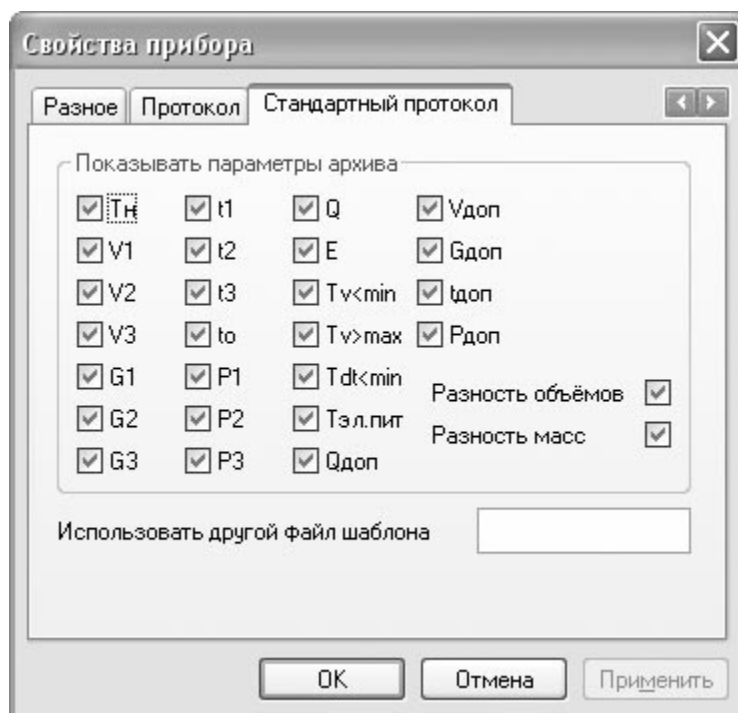 Свойства прибора
Разное Протокол Стандартный протокол
Показывать параметры архива
Тн t1 Q Vдоп
V1 t2 E Gдоп
V2 t3 Tv<min tдоп
V3 to Tv>max Pдоп
G1 P1 Tdt<min
Разность объёмов
G2 P2 Тэл.пит
Разность масс
G3 P3 Qдоп
Использовать другой файл шаблона
OK Отмена Применить